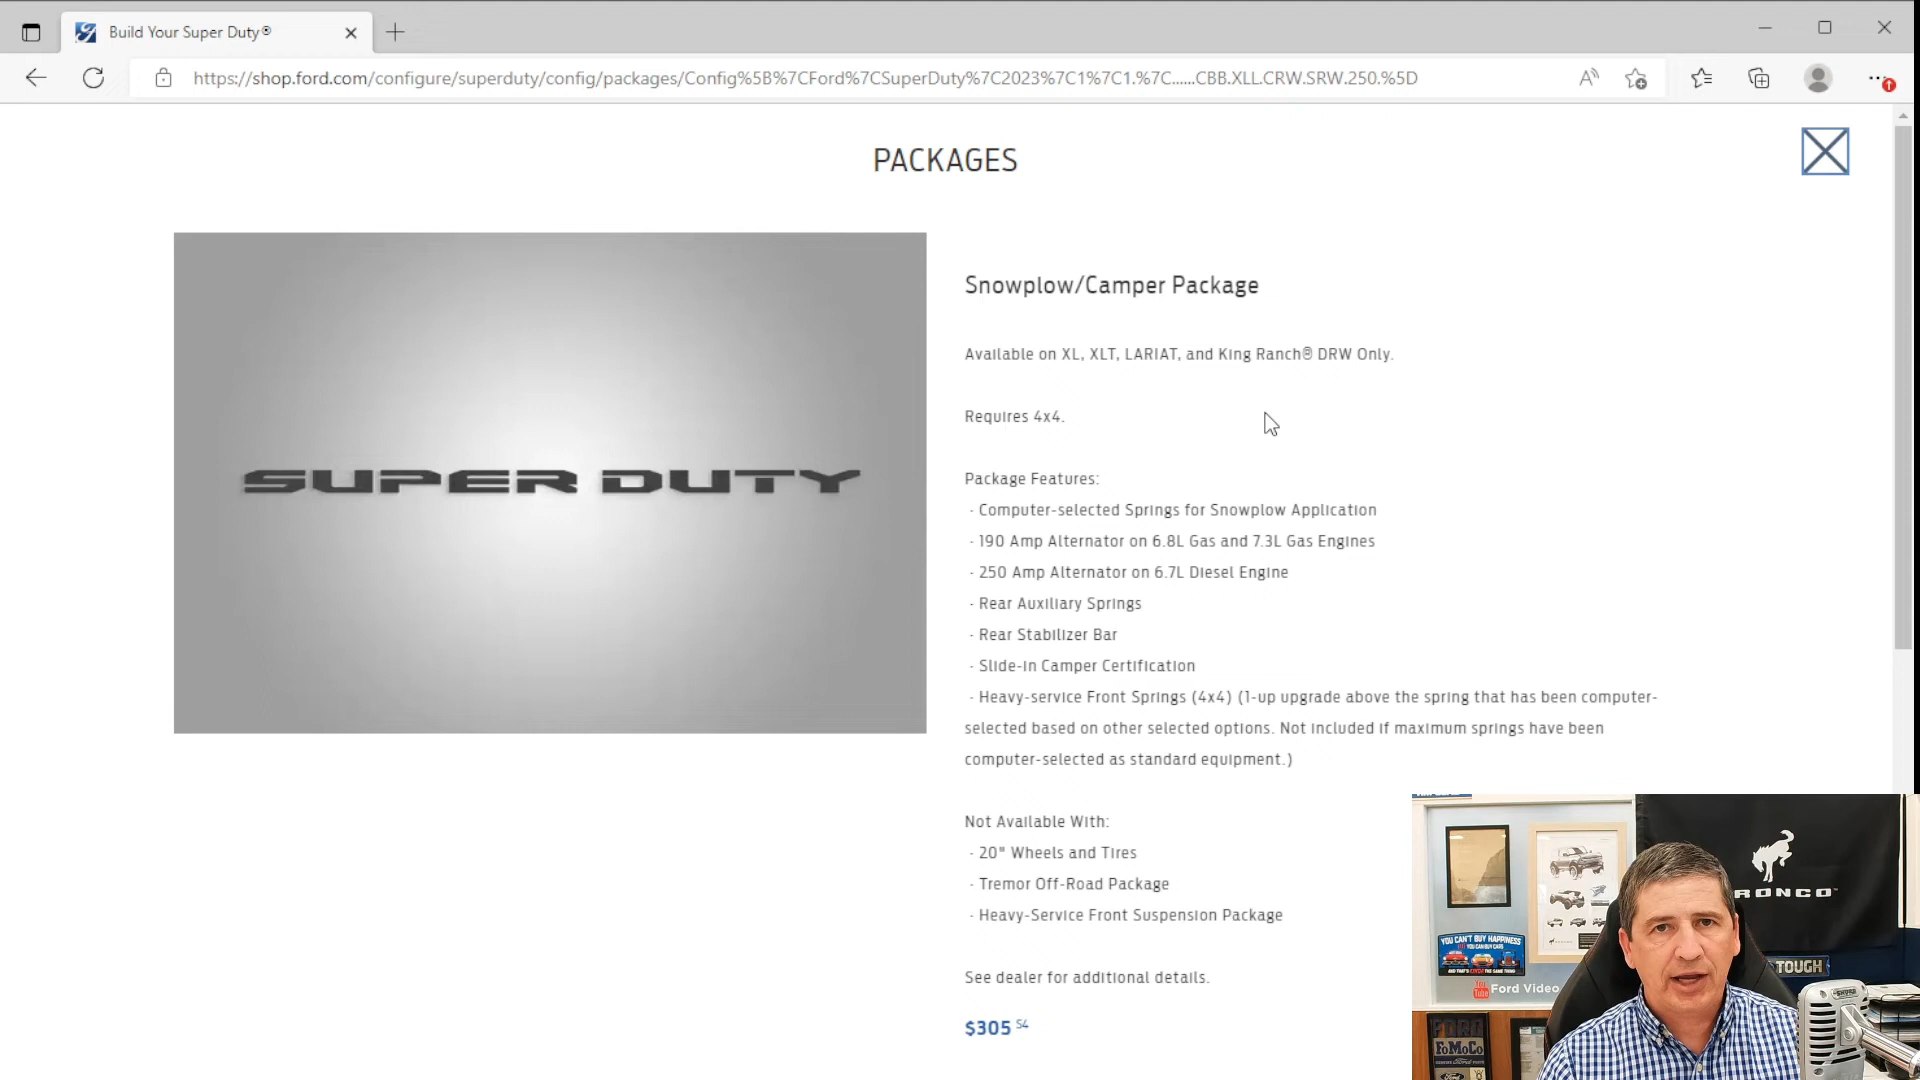 Build Your Super Duty®
https://shop.ford.com/configure/superduty/config/packages/Config%5B%7CFord%7CSuperDuty%7C2023%7C1%7C1.%7C......CBB.XLL.CRW.SRW.250.%5D
PACKAGES
SUPER DUTY
Snowplow/Camper Package
Available on XL, XLT, LARIAT, and King Ranch® DRW Only.
Requires 4x4.
Package Features:
- Computer-selected Springs for Snowplow Application
- 190 Amp Alternator on 6.8L Gas and 7.3L Gas Engines
- 250 Amp Alternator on 6.7L Diesel Engine
- Rear Auxiliary Springs
- Rear Stabilizer Bar
- Slide-in Camper Certification
- Heavy-service Front Springs (4x4) (1-up upgrade above the spring that has been computer-
selected based on other selected options. Not included if maximum springs have been
computer-selected as standard equipment.)
Not Available With:
- 20" Wheels and Tires
- Tremor Off-Road Package
- Heavy-Service Front Suspension Package
See dealer for additional details.
$305 54
RONCO
YOU CAN'T BUY HAPPINESS
YOU CAN BUY CARS
TOUGH
Ford Video
FORD
FoMoCo